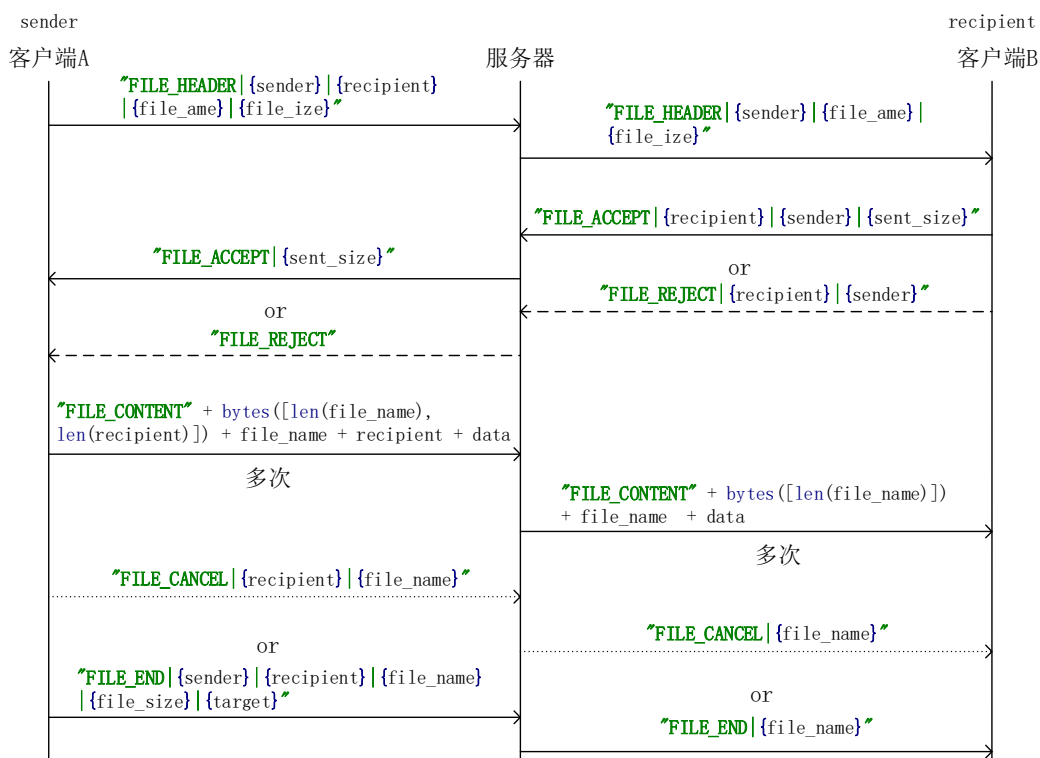 sender
recipient
客户端A
服务器
客户端B
"FILE_HEADER|{sender}|{recipient}
|{file_ame}|{file_ize}"
"FILE_HEADER|{sender}|{file_ame}|
{file_ize}"
"FILE_ACCEPT|{recipient}|{sender}|{sent_size}"
"FILE_ACCEPT|{sent_size}"
or
"FILE_REJECT|{recipient}|{sender}"
or
"FILE_REJECT"
"FILE_CONTENT" + bytes([len(file_name),
len(recipient)]) + file_name + recipient + data
多次
"FILE_CONTENT" + bytes([len(file_name)])
+ file_name + data
多次
"FILE_CANCEL|{recipient}|{file_name}"
"FILE_CANCEL|{file_name}"
or
"FILE_END|{sender}|{recipient}|{file_name}
|{file_size}|{target}"
or
"FILE_END|{file_name}"